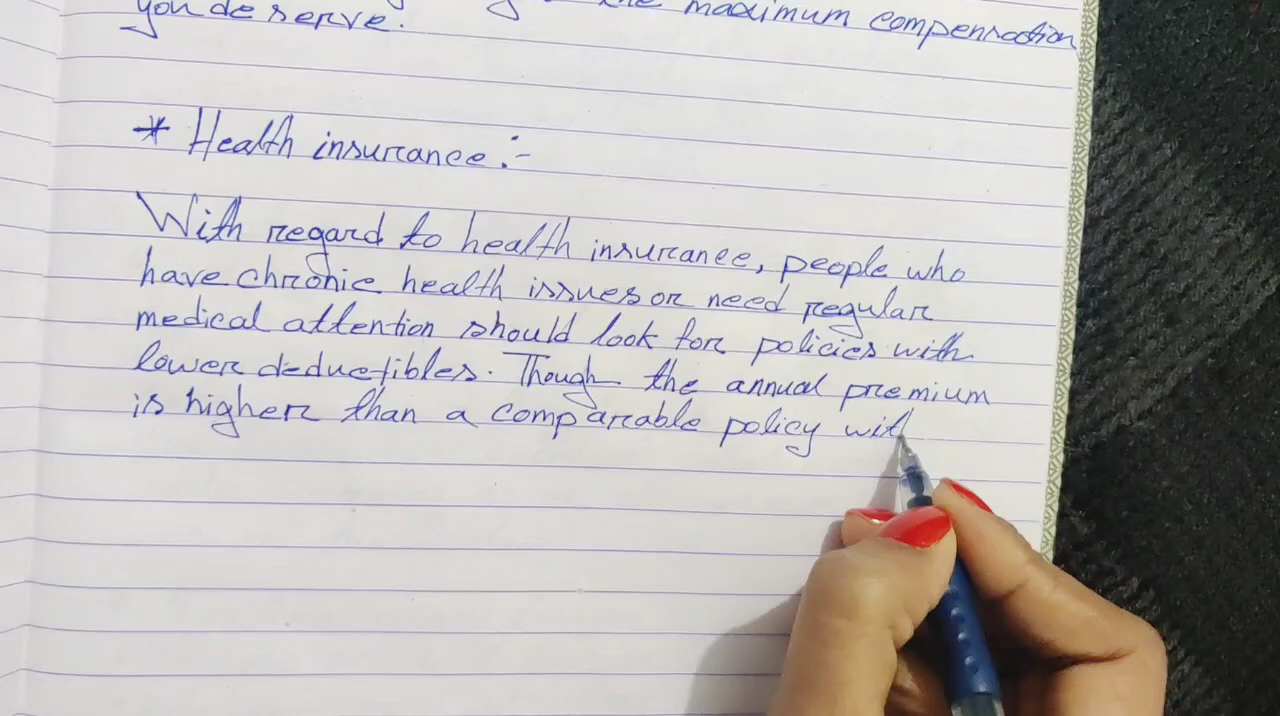 the maximum compensation
you deserve.
* Health insurance:-
With regard to health insurance, people who
have chronic health issues or need regular
medical attention should look for policies with
lower deductibles. Though the annual premium
is higher than a comparable policy wit